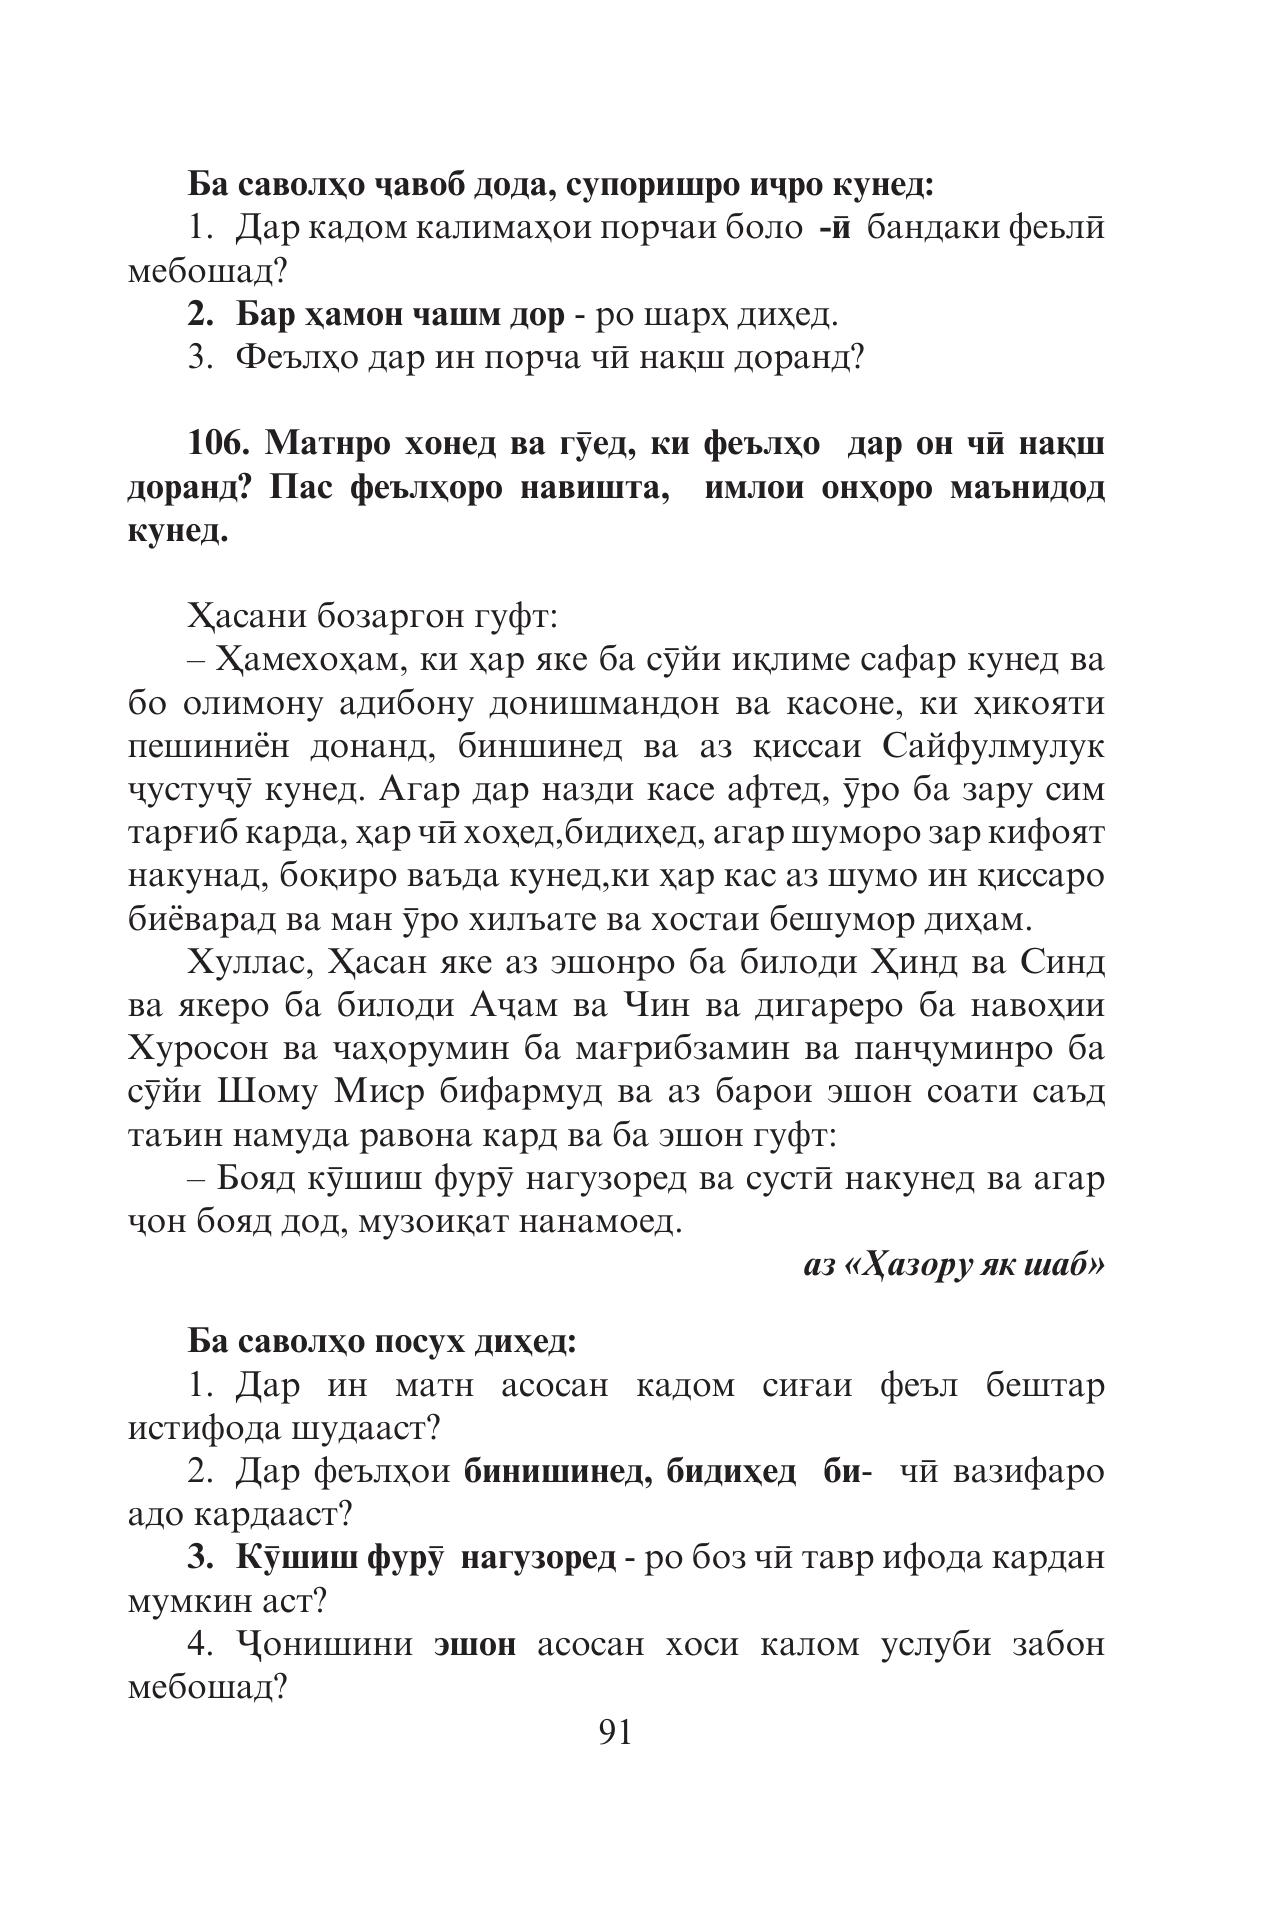 Ба саволҳо ҷавоб дода, супоришро иҷро кунед:
1. Дар кадом калимаҳои порчаи боло -ӣ бандаки феьлӣ
мебошад?
2. Бар ҳамон чашм дор - ро шарҳ диҳед.
3. Феълҳо дар ин порча чӣ нақш доранд?
106. Матнро хонед ва гӯед, ки феълҳо дар он чӣ нақш
доранд? Пас феълҳоро навишта, имлои онҳоро маънидод
кунед.
Ҳасани бозаргон гуфт:
– Ҳамехоҳам, ки ҳар яке ба сӯйи иқлиме сафар кунед ва
бо олимону адибону донишмандон ва касоне, ки ҳикояти
пешиниён донанд, биншинед ва аз қиссаи Сайфулмулук
ҷустуҷӯ кунед. Агар дар назди касе афтед, ӯро ба зару сим
тарғиб карда, ҳар чӣ хоҳед,бидиҳед, агар шуморо зар кифоят
накунад, боқиро ваъда кунед,ки ҳар кас аз шумо ин қиссаро
биёварад ва ман ӯро хилъате ва хостаи бешумор диҳам.
Хуллас, Ҳасан яке аз эшонро ба билоди Ҳинд ва Синд
ва якеро ба билоди Аҷам ва Чин ва дигареро ба навоҳии
Хуросон ва чаҳорумин ба мағрибзамин ва панҷуминро ба
сӯйи Шому Миср бифармуд ва аз барои эшон соати саъд
таъин намуда равона кард ва ба эшон гуфт:
– Бояд кӯшиш фурӯ нагузоред ва сустӣ накунед ва агар
ҷон бояд дод, музоиқат нанамоед.
аз «Ҳазору як шаб»
Ба саволҳо посух диҳед:
1. Дар ин матн асосан кадом сиғаи феъл бештар
истифода шудааст?
2. Дар феълҳои бинишинед, бидиҳед би- чӣ вазифаро
адо кардааст?
3. Кӯшиш фурӯ нагузоред - ро боз чӣ тавр ифода кардан
мумкин аст?
4. Ҷонишини эшон асосан хоси калом услуби забон
мебошад?
91